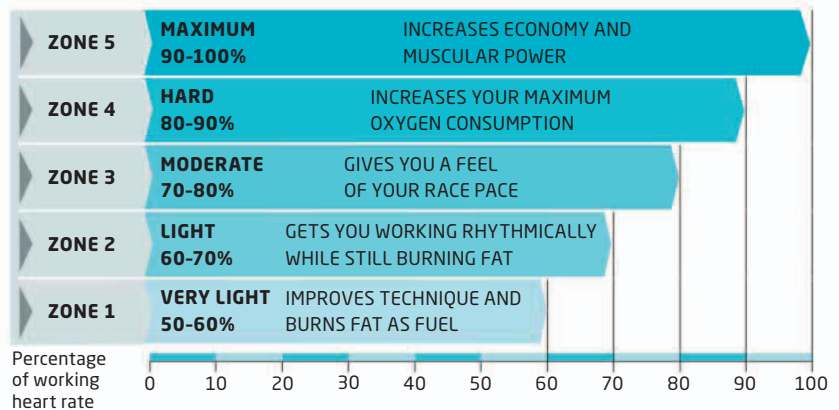 ZONE 5
MAXIMUM
90-100%
INCREASES ECONOMY AND
MUSCULAR POWER
ZONE 4
HARD
80-90%
INCREASES YOUR MAXIMUM
OXYGEN CONSUMPTION
ZONE 3
MODERATE
70-80%
GIVES YOU A FEEL
OF YOUR RACE PACE
ZONE 2
LIGHT
60-70%
GETS YOU WORKING RHYTHMICALLY
WHILE STILL BURNING FAT
ZONE 1
VERY LIGHT
50-60%
IMPROVES TECHNIQUE AND
BURNS FAT AS FUEL
Percentage
of working
heart rate
0 10 20 30 40 50 60 70 80 90 100